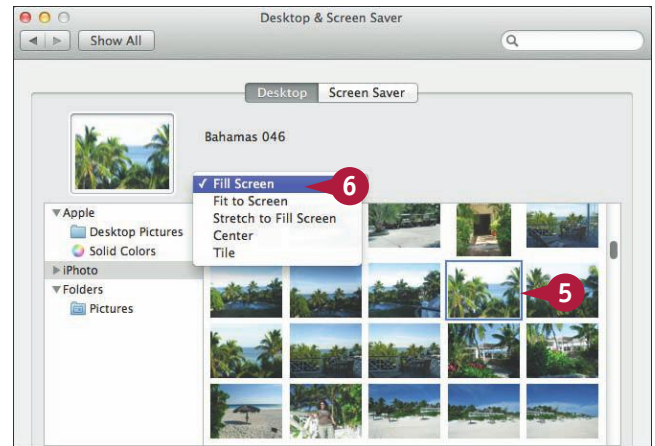 Desktop & Screen Saver
Show All
Desktop Screen Saver
Bahamas 046
✓ Fill Screen
6
Fit to Screen
Stretch to Fill Screen
Center
Tile
▼Apple
Desktop Pictures
Solid Colors
▶iPhoto
▼Folders
Pictures
5